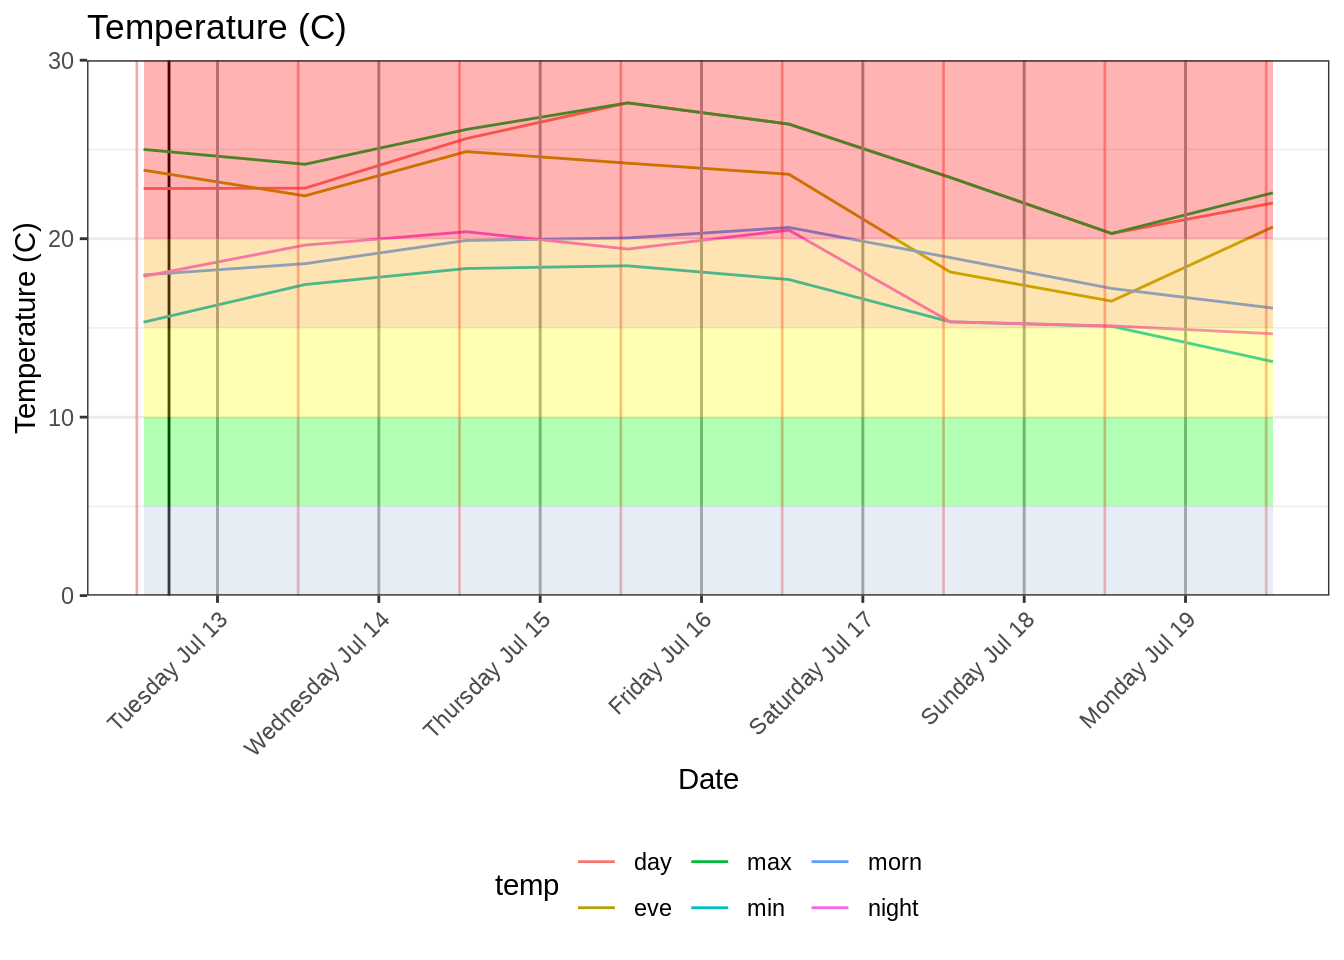 Temperature (C)
Temperature (C)
30
20
10
0
Tuesday Jul 13
Wednesday Jul 14
Thursday Jul 15
Friday Jul 16
Saturday Jul 17
Sunday Jul 18
Monday Jul 19
Date
temp
day
max
morn
eve
min
night